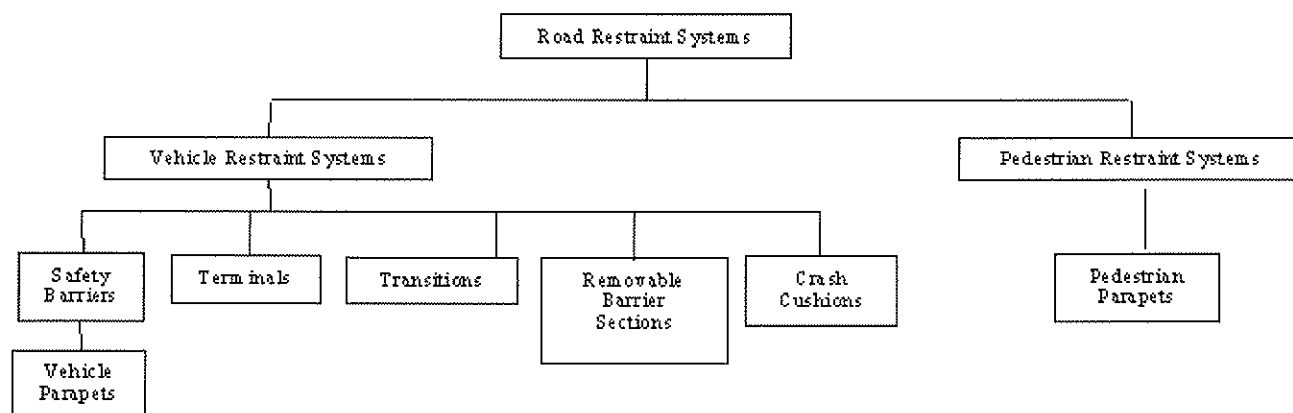 Road Restraint Systems
Vehicle Restraint Systems
Pedestrian Restraint Systems
Safety
Barriers
Terminals
Transitions
Removable
Barrier
Sections
Crash
Cushions
Pedestrian
Parapets
Vehicle
Parapets